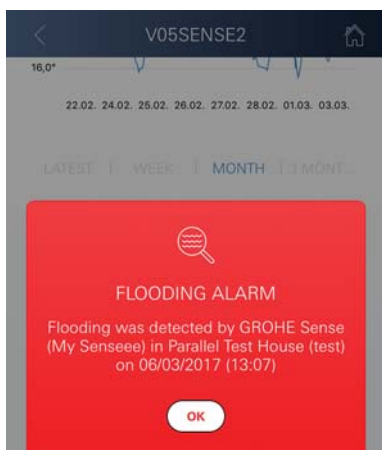 V05SENSE2
16,0°
22.02. 24.02. 25.02. 26.02. 27.02. 28.02. 01.03. 03.03.
LATEST | WEEK | MONTH | 3 MONT...
FLOODING ALARM
Flooding was detected by GROHE Sense
(My Senseee) in Parallel Test House (test)
on 06/03/2017 (13:07)
OK